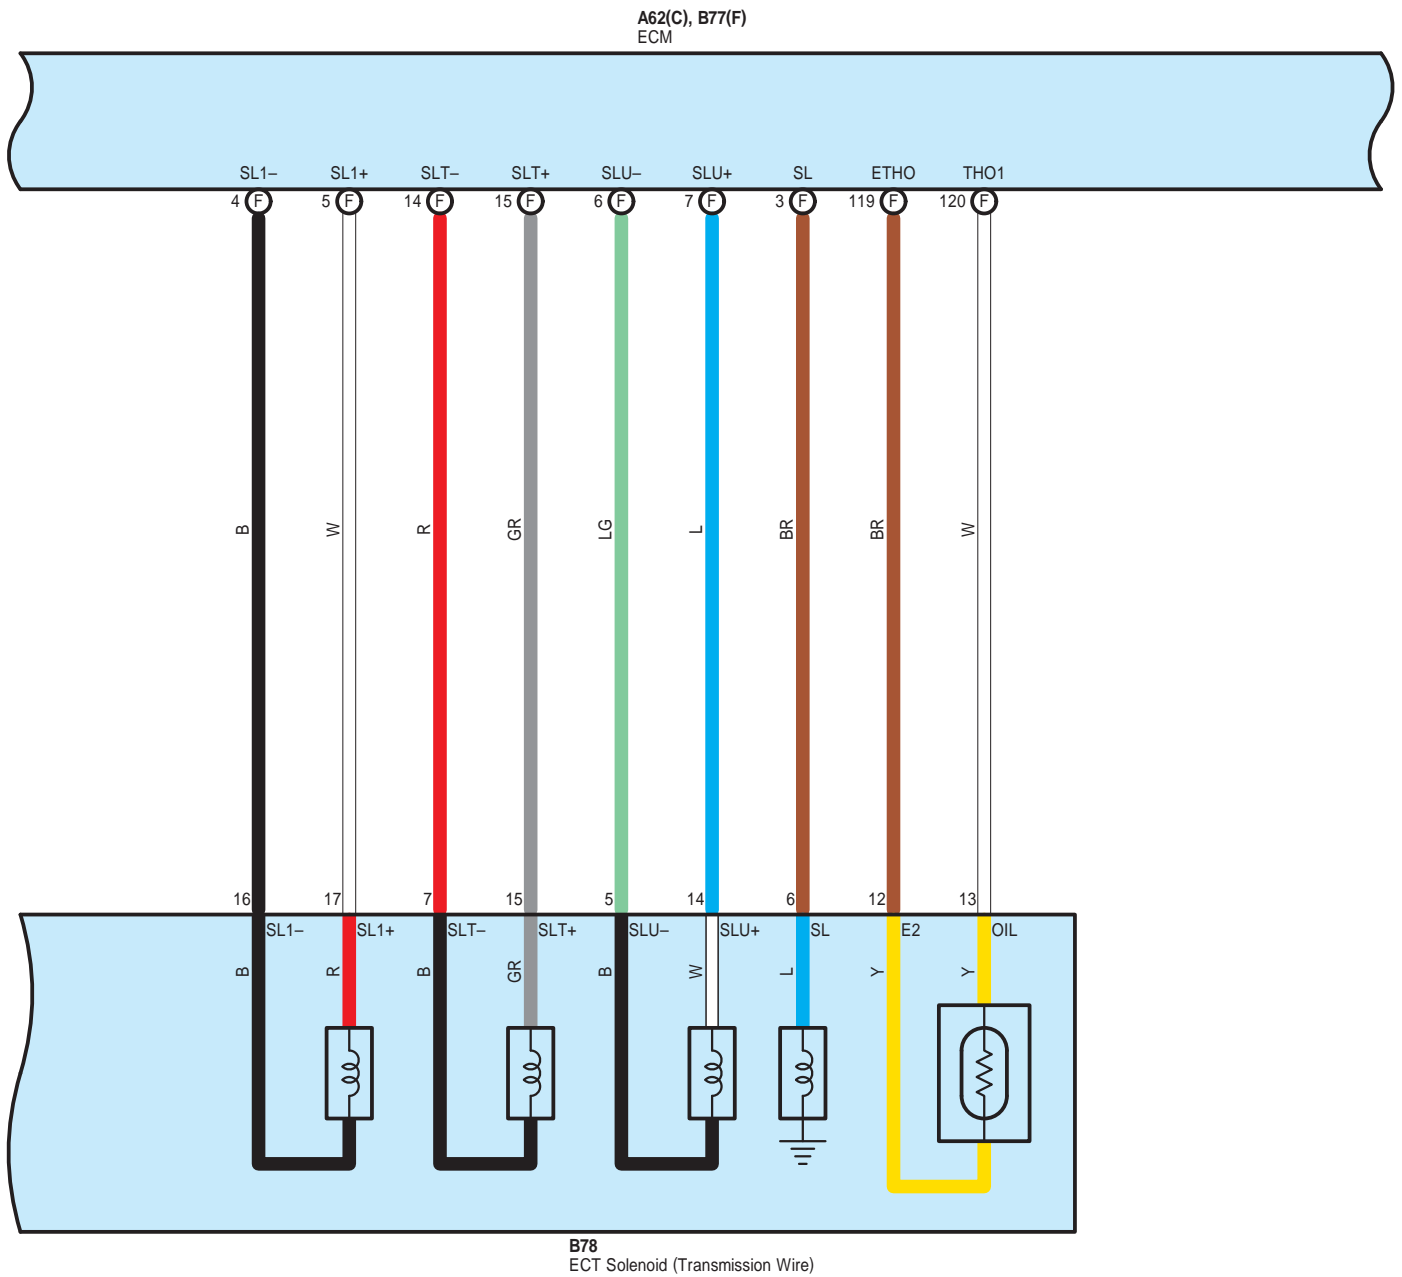 A62(C), B77(F)
ECM
SL1– SL1+ SLT– SLT+ SLU– SLU+ SL ETHO THO1
4 F 5 F 14 F 15 F 6 F 7 F 3 F 119 F 120 F
B W R GR LG L BR BR W
16 17 7 15 5 14 6 12 13
SL1– SL1+ SLT– SLT+ SLU– SLU+ SL E2 OIL
B R B GR B W L Y Y
B78
ECT Solenoid (Transmission Wire)